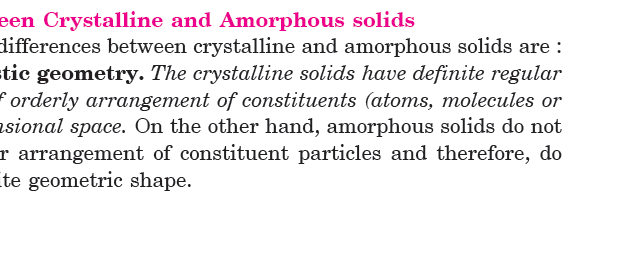 een Crystalline and Amorphous solids
differences between crystalline and amorphous solids are :
stic geometry. The crystalline solids have definite regular
f orderly arrangement of constituents (atoms, molecules or
nsional space. On the other hand, amorphous solids do not
r arrangement of constituent particles and therefore, do
ite geometric shape.